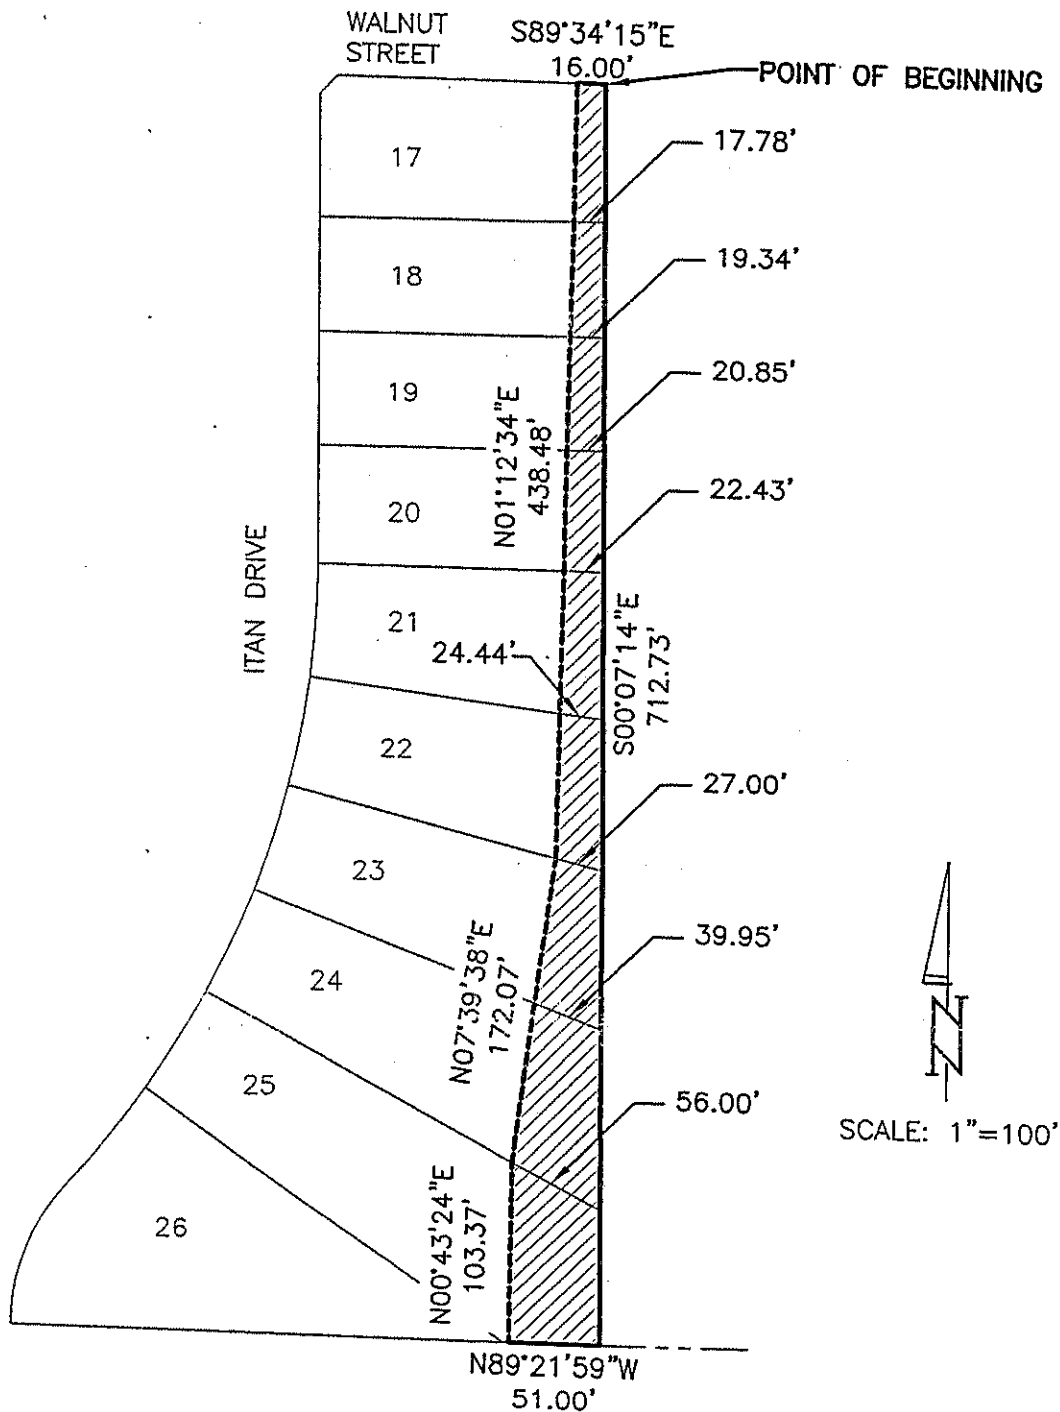 WALNUT
STREET
S89°34'15"E
16.00'
POINT OF BEGINNING
17
17.78'
18
19.34'
19
20.85'
N01°12'34"E
438.48'
20
22.43'
ITAN DRIVE
21
24.44'
S00°07'14"E
712.73'
22
27.00'
23
39.95'
24
N07°39'38"E
172.07'
25
56.00'
N
SCALE: 1"=100'
26
N00°43'24"E
103.37'
N89°21'59"W
51.00'